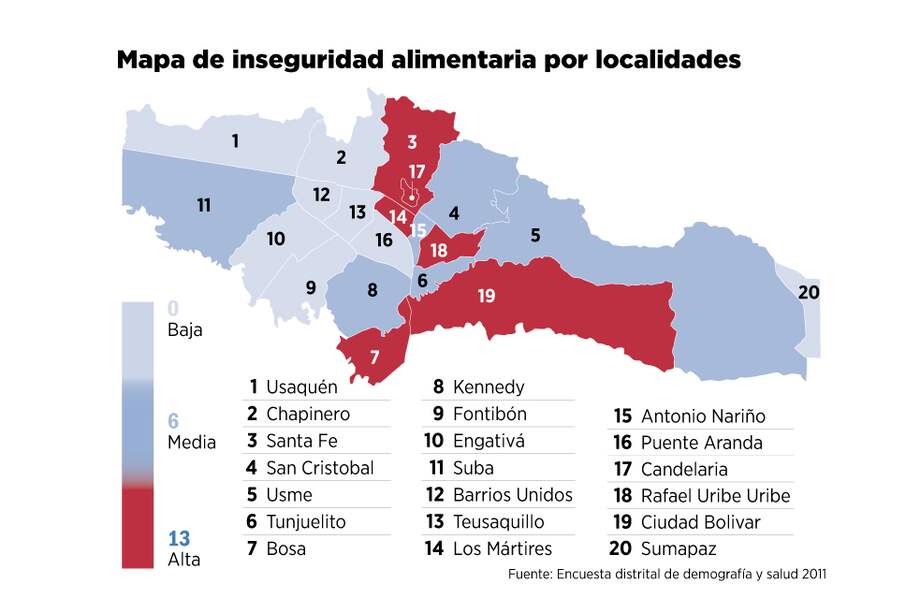 Mapa de inseguridad alimentaria por localidades
1
2
3
17
11
12
13
14
4
15
10
16
18
5
9
8
6
19
20
7
0
Baja
6
Media
13
Alta
1 Usaquén
2 Chapinero
3 Santa Fe
4 San Cristobal
5 Usme
6 Tunjuelito
7 Bosa
8 Kennedy
9 Fontibón
10 Engativá
11 Suba
12 Barrios Unidos
13 Teusaquillo
14 Los Mártires
15 Antonio Nariño
16 Puente Aranda
17 Candelaria
18 Rafael Uribe Uribe
19 Ciudad Bolivar
20 Sumapaz
Fuente: Encuesta distrital de demografía y salud 2011